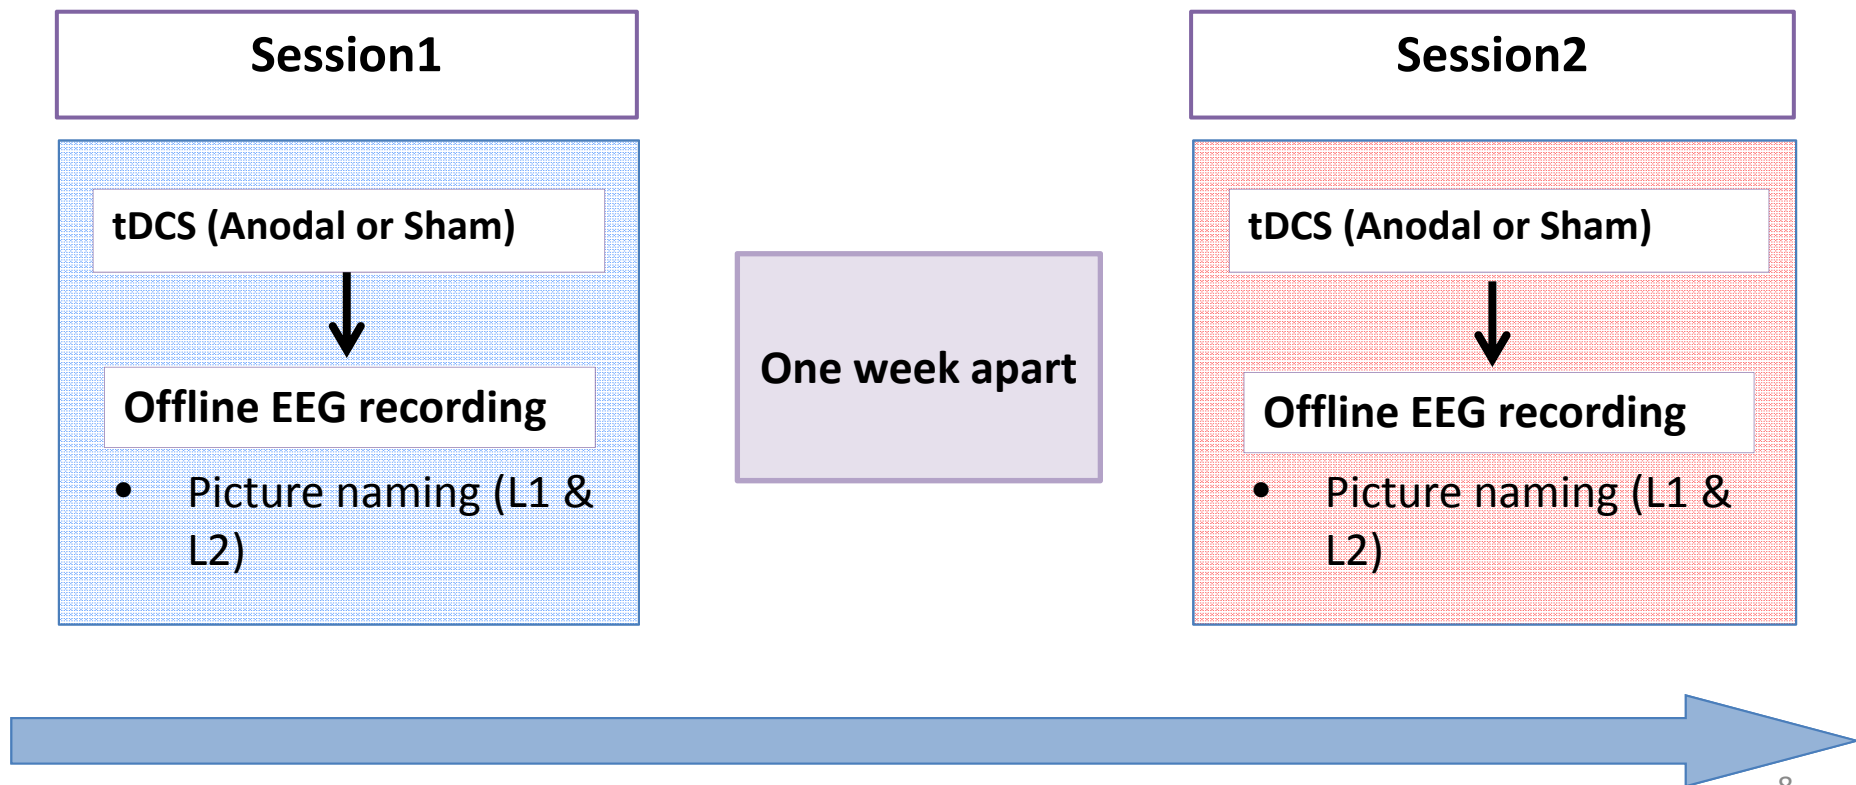 Session1
tDCS (Anodal or Sham)
Offline EEG recording
• Picture naming (L1 &
L2)
One week apart
Session2
tDCS (Anodal or Sham)
Offline EEG recording
• Picture naming (L1 &
L2)